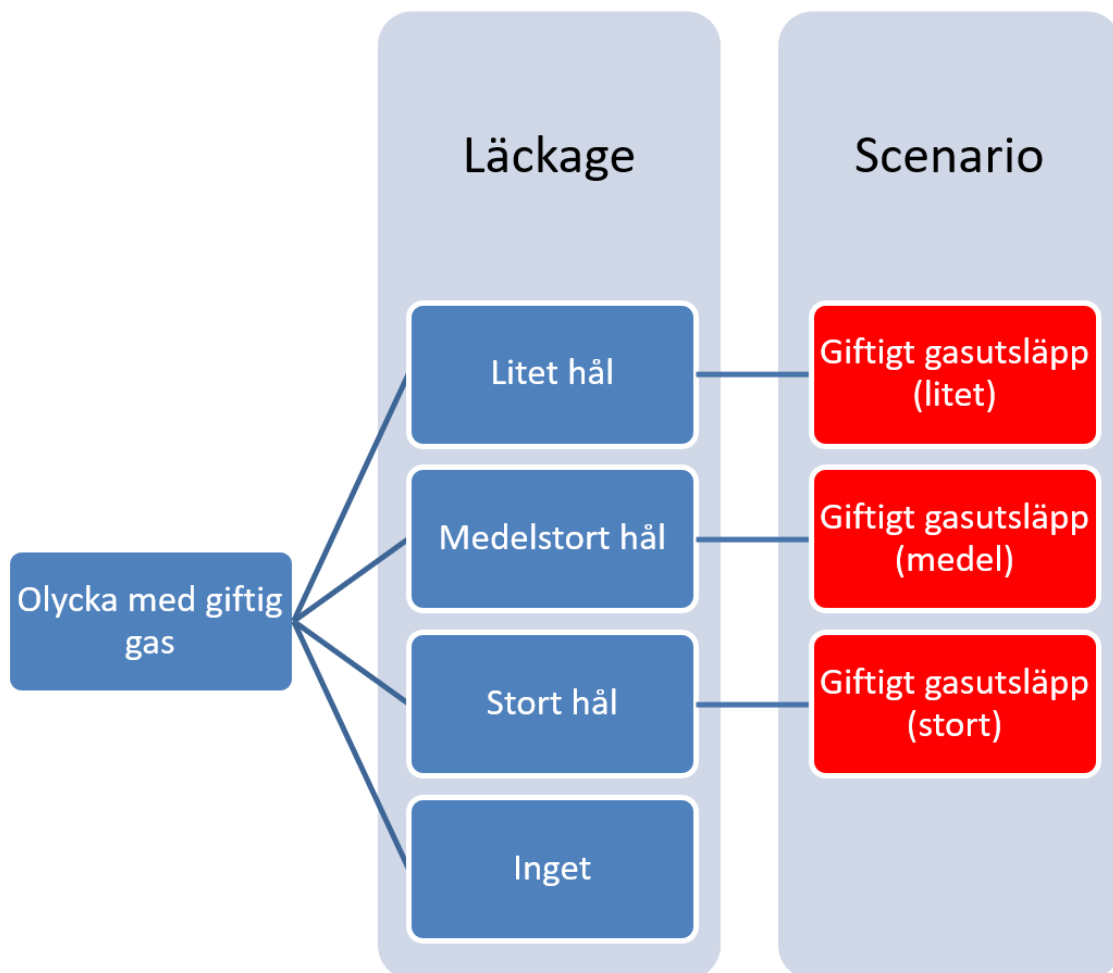 Läckage
Scenario
Olycka med giftig
gas
Litet hål
Medelstort hål
Stort hål
Inget
Giftigt gasutsläpp
(litet)
Giftigt gasutsläpp
(medel)
Giftigt gasutsläpp
(stort)